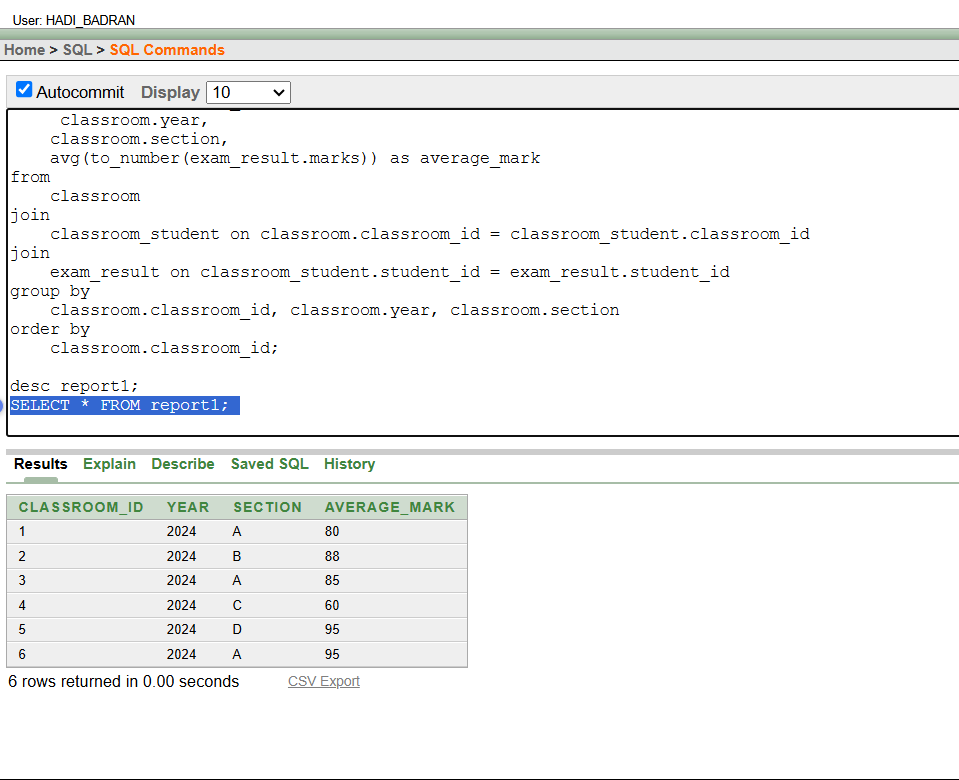 User: HADI_BADRAN
Home > SQL > SQL Commands
Autocommit Display 10
classroom.year,
classroom.section,
avg(to_number(exam_result.marks)) as average_mark
from
classroom
join
classroom_student on classroom.classroom_id = classroom_student.classroom_id
join
exam_result on classroom_student.student_id = exam_result.student_id
group by
classroom.classroom_id, classroom.year, classroom.section
order by
classroom.classroom_id;
desc report1;
SELECT * FROM report1;
Results Explain Describe Saved SQL History
CLASSROOM_ID YEAR SECTION AVERAGE_MARK
1 2024 A 80
2 2024 B 88
3 2024 A 85
4 2024 C 60
5 2024 D 95
6 2024 A 95
6 rows returned in 0.00 seconds CSV Export